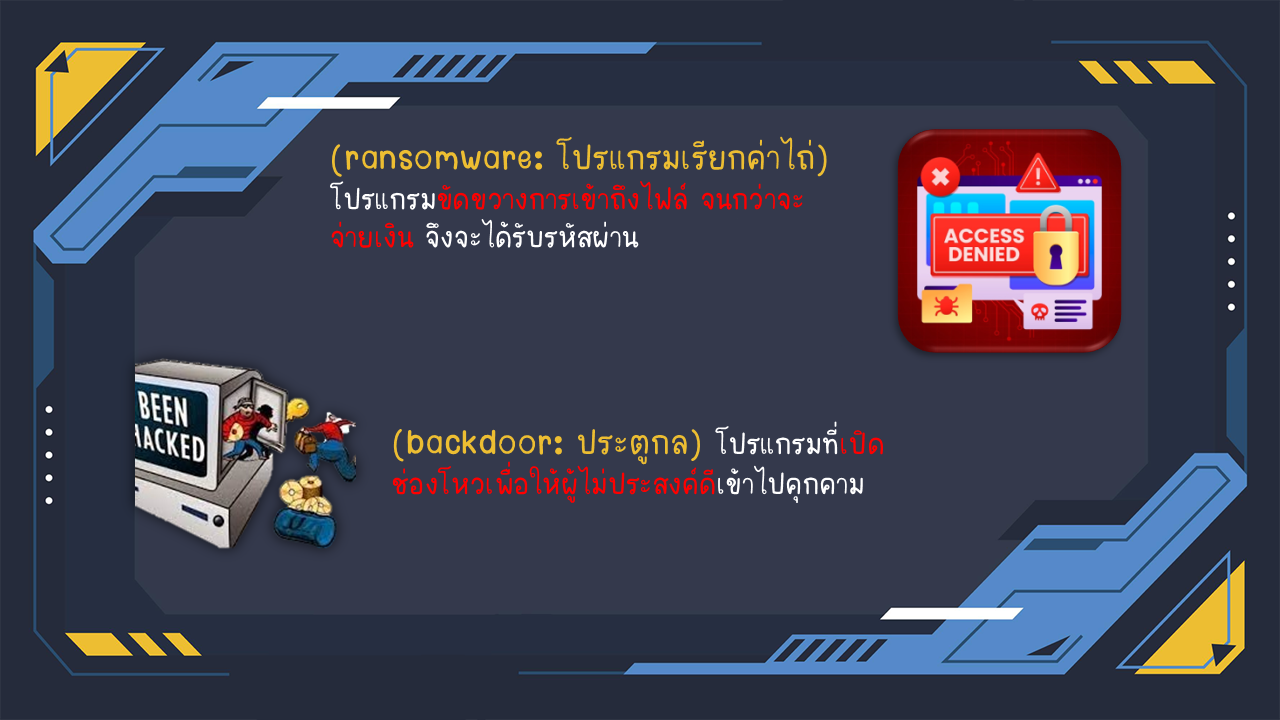 (ransomware: โปรแกรมเรียกค่าไถ่)
โปรแกรมขัดขวางการเข้าถึงไฟล์ จนกว่าจะ
จ่ายเงิน จึงจะได้รับรหัสผ่าน
ACCESS
DENIED
BEEN
HACKED
(backdoor: ประตูกล) โปรแกรมที่เปิด
ช่องโหวเพื่อให้ผู้ไม่ประสงค์ดีเข้าไปคุกคาม